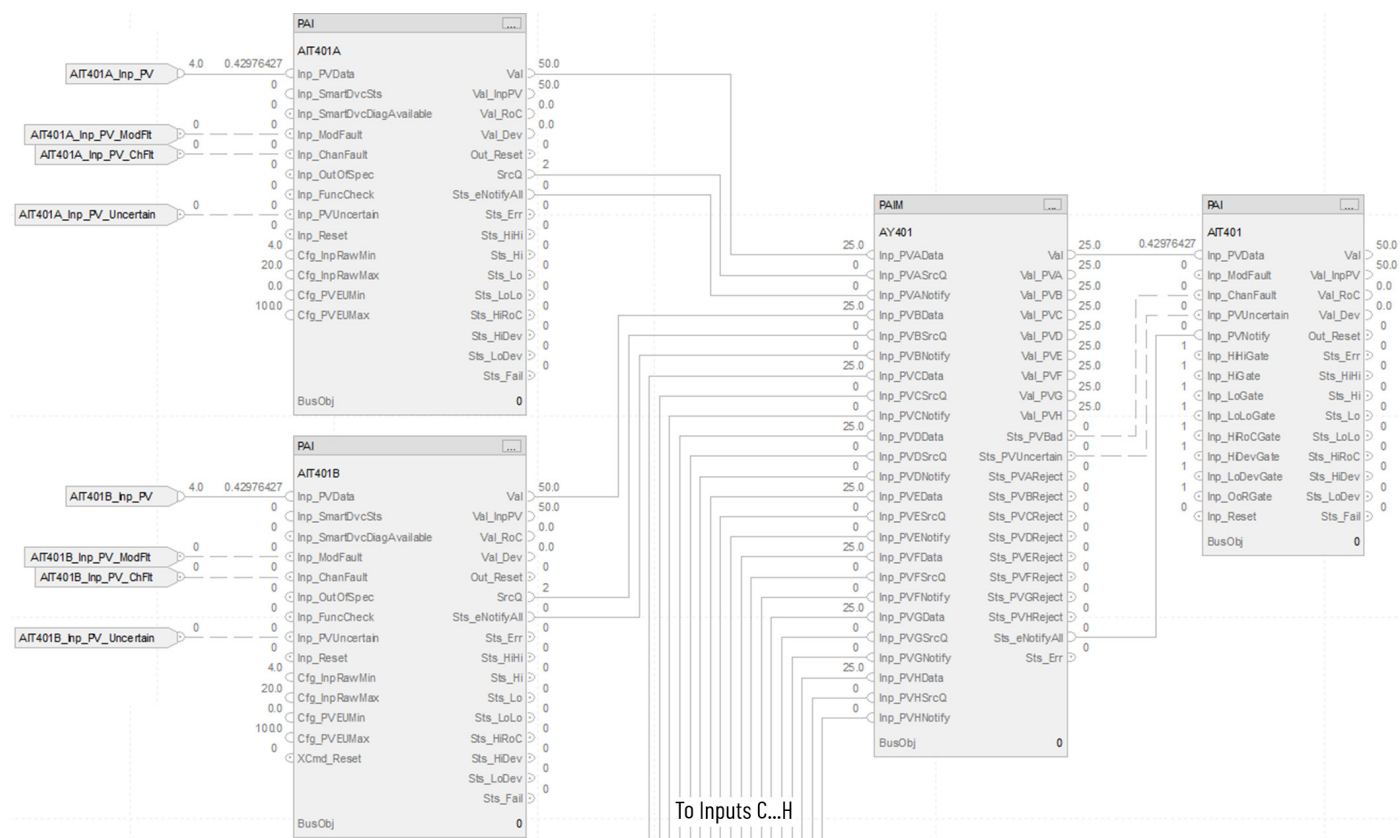 PAI ...
AIT401A
AIT401A_Inp_PV 4.0 0.42976427 Inp_PVData Val 50.0
0 Inp_SmartDvcSts Val_InpPV 50.0
0 Inp_SmartDvcDiagAvailable Val_RoC 0.0
AIT401A_Inp_PV_ModFlt 0 0 Inp_ModFault Val_Dev 0.0
AIT401A_Inp_PV_ChFlt 0 0 Inp_ChanFault Out_Reset 0
0 Inp_OutOfSpec SrcQ 2
0 Inp_FuncCheck Sts_eNotifyAll 0
AIT401A_Inp_PV_Uncertain 0 0 Inp_PVUncertain Sts_Err 0
0 Inp_Reset Sts_HiHi 0
4.0 Cfg_InpRawMin Sts_Hi 0
20.0 Cfg_InpRawMax Sts_Lo 0
0.0 Cfg_PVEUMin Sts_LoLo 0
100.0 Cfg_PVEUMax Sts_HiRoC 0
Sts_HiDev 0
Sts_LoDev 0
Sts_Fail 0
BusObj 0
PAI ...
AIT401B
AIT401B_Inp_PV 4.0 0.42976427 Inp_PVData Val 50.0
0 Inp_SmartDvcSts Val_InpPV 50.0
0 Inp_SmartDvcDiagAvailable Val_RoC 0.0
AIT401B_Inp_PV_ModFlt 0 0 Inp_ModFault Val_Dev 0.0
AIT401B_Inp_PV_ChFlt 0 0 Inp_ChanFault Out_Reset 0
0 Inp_OutOfSpec SrcQ 2
0 Inp_FuncCheck Sts_eNotifyAll 0
AIT401B_Inp_PV_Uncertain 0 0 Inp_PVUncertain Sts_Err 0
0 Inp_Reset Sts_HiHi 0
4.0 Cfg_InpRawMin Sts_Hi 0
20.0 Cfg_InpRawMax Sts_Lo 0
0.0 Cfg_PVEUMin Sts_LoLo 0
100.0 Cfg_PVEUMax Sts_HiRoC 0
0 XCmd_Reset Sts_HiDev 0
Sts_LoDev 0
Sts_Fail 0
BusObj 0
To Inputs C...H
PAIM ...
AY401
25.0 Inp_PVAData Val 25.0
0 Inp_PVASrcQ Val_PVA 25.0
0 Inp_PVANotify Val_PVB 25.0
25.0 Inp_PVBData Val_PVC 25.0
0 Inp_PVBSrcQ Val_PVD 25.0
0 Inp_PVBNotify Val_PVE 25.0
25.0 Inp_PVCData Val_PVF 25.0
0 Inp_PVCSrcQ Val_PVG 25.0
0 Inp_PVCNotify Val_PVH 25.0
25.0 Inp_PVDData Sts_PVBad 0
0 Inp_PVDSrcQ Sts_PVUncertain 0
0 Inp_PVDNotify Sts_PVAReject 0
25.0 Inp_PVEData Sts_PVBReject 0
0 Inp_PVESrcQ Sts_PVCReject 0
0 Inp_PVENotify Sts_PVDReject 0
25.0 Inp_PVFData Sts_PVEReject 0
0 Inp_PVFSrcQ Sts_PVFReject 0
0 Inp_PVFNotify Sts_PVGReject 0
25.0 Inp_PVGData Sts_PVHReject 0
0 Inp_PVGSrcQ Sts_eNotifyAll 0
0 Inp_PVGNotify Sts_Err 0
25.0 Inp_PVHData
0 Inp_PVHSrcQ
0 Inp_PVHNotify
BusObj 0
PAI ...
AIT401
0.42976427 Inp_PVData Val 50.0
0 Inp_ModFault Val_InpPV 50.0
0 Inp_ChanFault Val_RoC 0.0
0 Inp_PVUncertain Val_Dev 0.0
0 Inp_PVNotify Out_Reset 0
1 Inp_HiHiGate Sts_Err 0
1 Inp_HiGate Sts_HiHi 0
1 Inp_LoGate Sts_Hi 0
1 Inp_LoLoGate Sts_Lo 0
1 Inp_HiRoCGate Sts_LoLo 0
1 Inp_HiDevGate Sts_HiRoC 0
1 Inp_LoDevGate Sts_HiDev 0
1 Inp_OoRGate Sts_LoDev 0
0 Inp_Reset Sts_Fail 0
BusObj 0